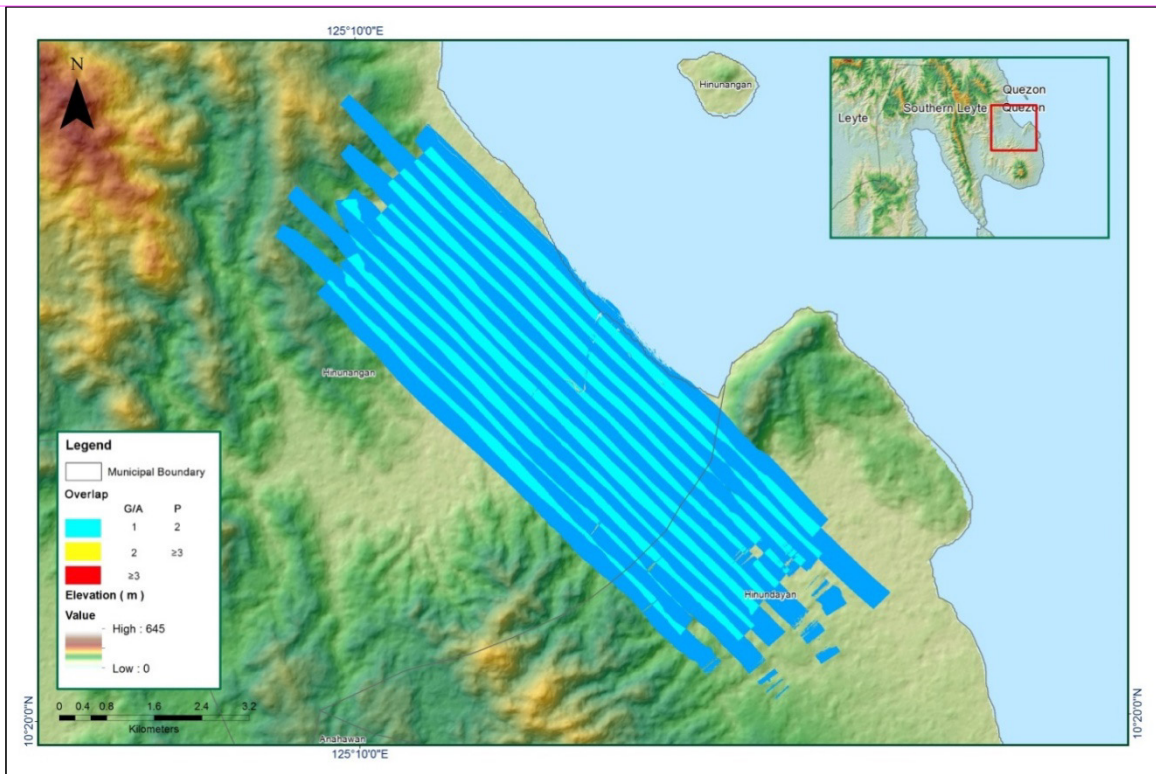 125°10'0"E
N
Hinunangan
Quezon
Quezon
Southern Leyte
Leyte
Hinunangan
Legend
Municipal Boundary
Overlap
G/A P
1 2
2 ≥3
≥3
Elevation ( m )
Value
High : 645
Low : 0
Hinundayan
0 0.4 0.8 1.6 2.4 3.2
Kilometers
Anahawan
10°20'0"N
10°20'0"N
125°10'0"E